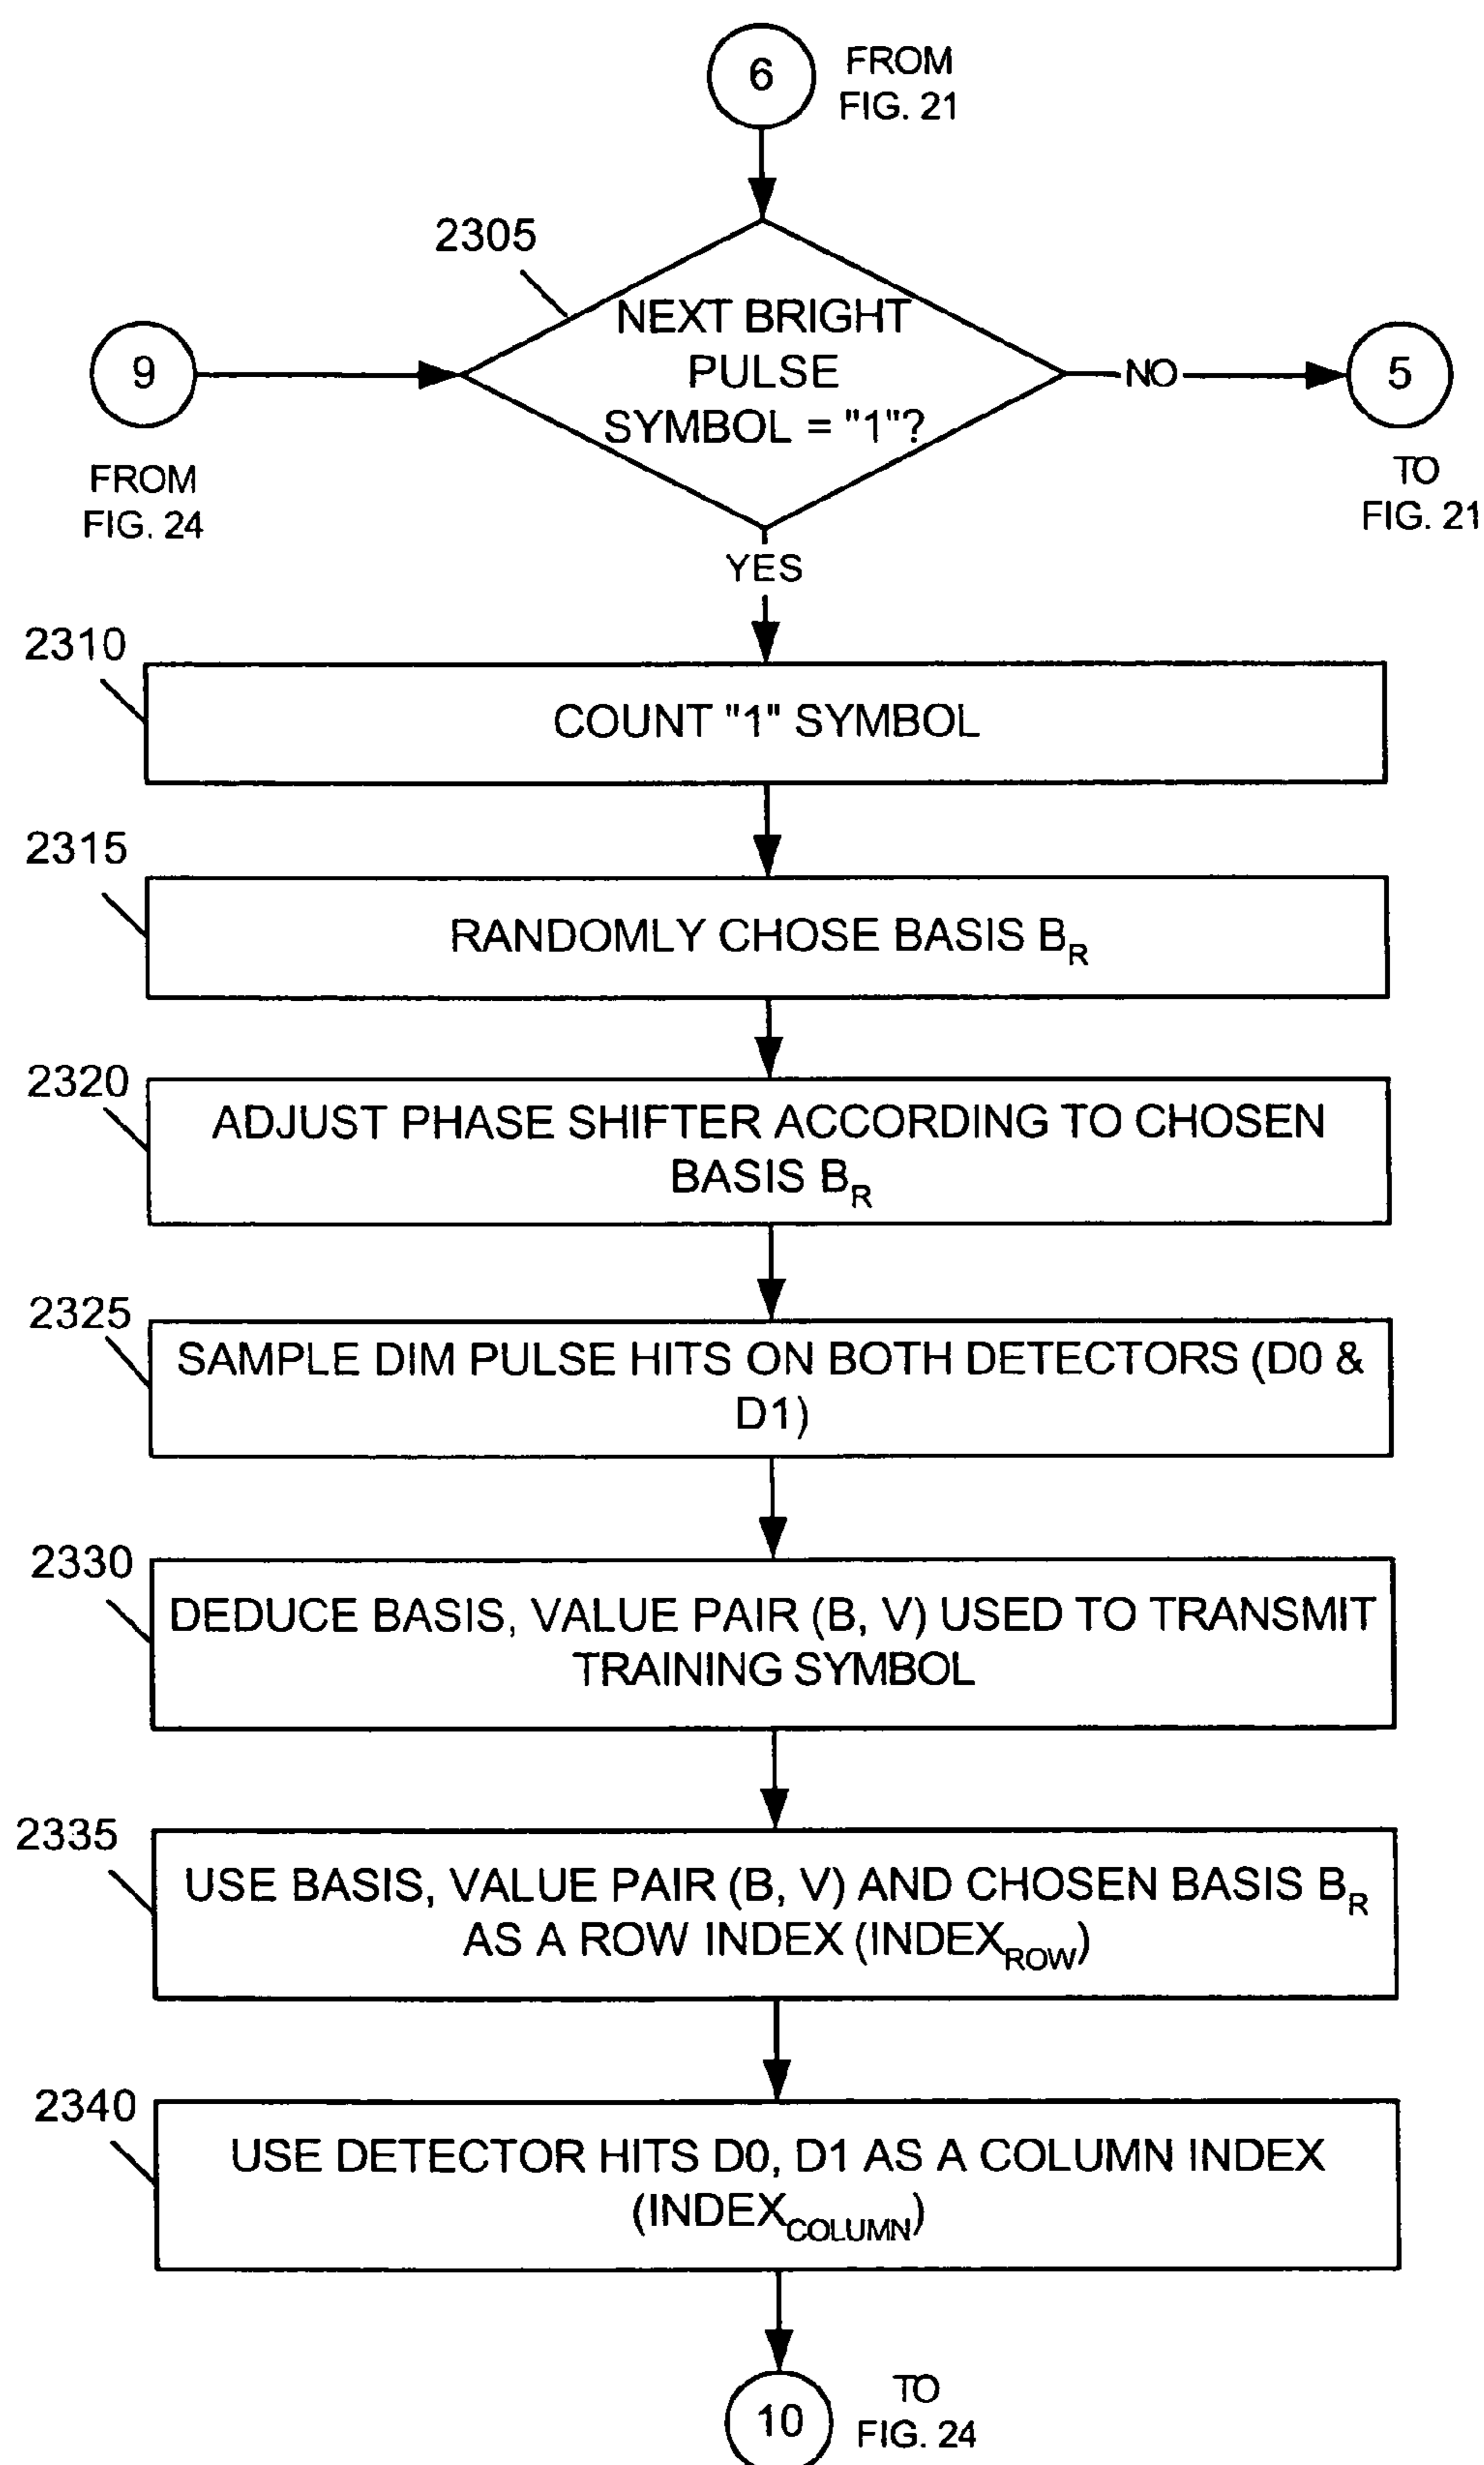 6
FROM
FIG. 21
2305
NEXT BRIGHT
PULSE
SYMBOL = "1"?
9
FROM
FIG. 24
NO
5
TO
FIG. 21
YES
2310
COUNT "1" SYMBOL
2315
RANDOMLY CHOSE BASIS BR
2320
ADJUST PHASE SHIFTER ACCORDING TO CHOSEN
BASIS BR
2325
SAMPLE DIM PULSE HITS ON BOTH DETECTORS (D0 &
D1)
2330
DEDUCE BASIS, VALUE PAIR (B, V) USED TO TRANSMIT
TRAINING SYMBOL
2335
USE BASIS, VALUE PAIR (B, V) AND CHOSEN BASIS BR
AS A ROW INDEX (INDEXROW)
2340
USE DETECTOR HITS D0, D1 AS A COLUMN INDEX
(INDEXCOLUMN)
10
TO
FIG. 24